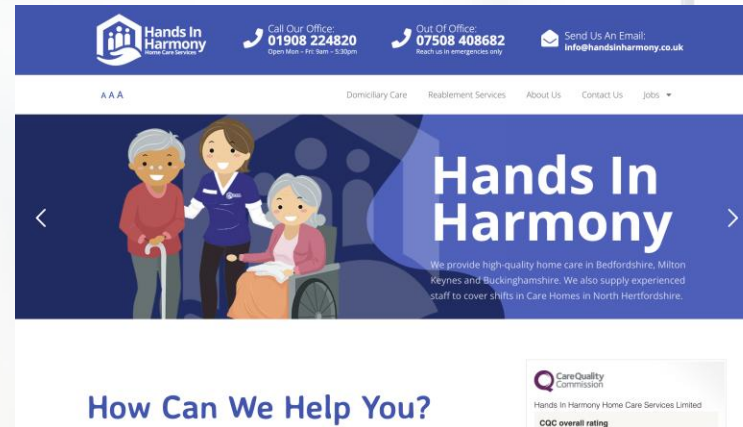 Hands In
Harmony
Home Care Services
Call Our Office:
01908 224820
Open Mon - Fri: 9am - 5:30pm
Out Of Office:
07508 408682
Reach us in emergencies only
Send Us An Email:
info@handsinharmony.co.uk
A A A
Domiciliary Care Reablement Services About Us Contact Us Jobs
Hands In
Harmony
We provide high-quality home care in Bedfordshire, Milton
Keynes and Buckinghamshire. We also supply experienced
staff to cover shifts in Care Homes in North Hertfordshire.
How Can We Help You?
CareQuality
Commission
Hands In Harmony Home Care Services Limited
CQC overall rating